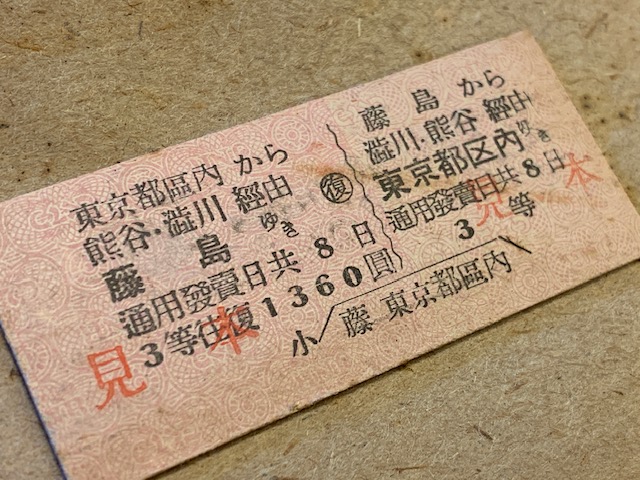 東京都區内 から
熊谷・澁川 經由
藤島 ゆき
通用發賣日共 8 日
3等往復1360圓
見本
復
藤島 から
澁川・熊谷 經由
東京都区内 ゆき
通用發賣日共 8 日
3 等
見本
小 藤 東京都區内